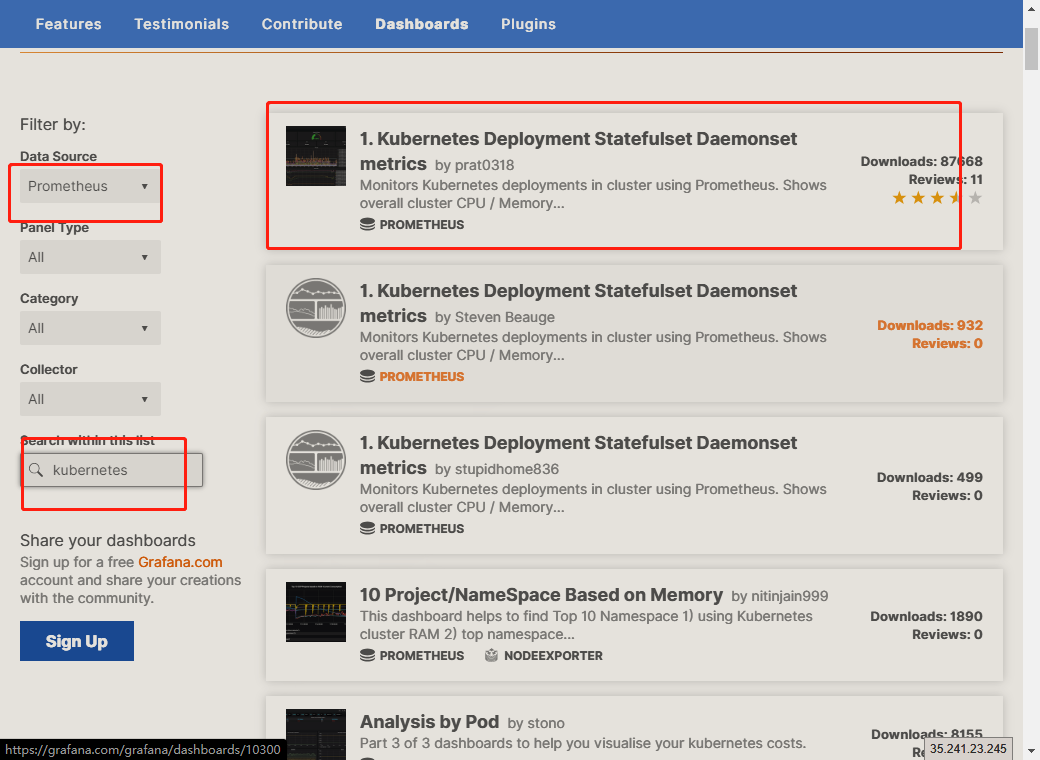 Features Testimonials Contribute Dashboards Plugins
Filter by:
Data Source
Prometheus
Panel Type
All
Category
All
Collector
All
Search within this list
kubernetes
Share your dashboards
Sign up for a free Grafana.com
account and share your creations
with the community.
Sign Up
1. Kubernetes Deployment Statefulset Daemonset
metrics by prat0318
Monitors Kubernetes deployments in cluster using Prometheus. Shows
overall cluster CPU / Memory...
PROMETHEUS
Downloads: 87668
Reviews: 11
1. Kubernetes Deployment Statefulset Daemonset
metrics by Steven Beauge
Monitors Kubernetes deployments in cluster using Prometheus. Shows
overall cluster CPU / Memory...
PROMETHEUS
Downloads: 932
Reviews: 0
1. Kubernetes Deployment Statefulset Daemonset
metrics by stupidhome836
Monitors Kubernetes deployments in cluster using Prometheus. Shows
overall cluster CPU / Memory...
PROMETHEUS
Downloads: 499
Reviews: 0
10 Project/NameSpace Based on Memory by nitinjain999
This dashboard helps to find Top 10 Namespace 1) using Kubernetes
cluster RAM 2) top namespace...
PROMETHEUS NODEEXPORTER
Downloads: 1890
Reviews: 0
Analysis by Pod by stono
Part 3 of 3 dashboards to help you visualise your kubernetes costs.
Downloads: 8155
https://grafana.com/grafana/dashboards/10300
35.241.23.245